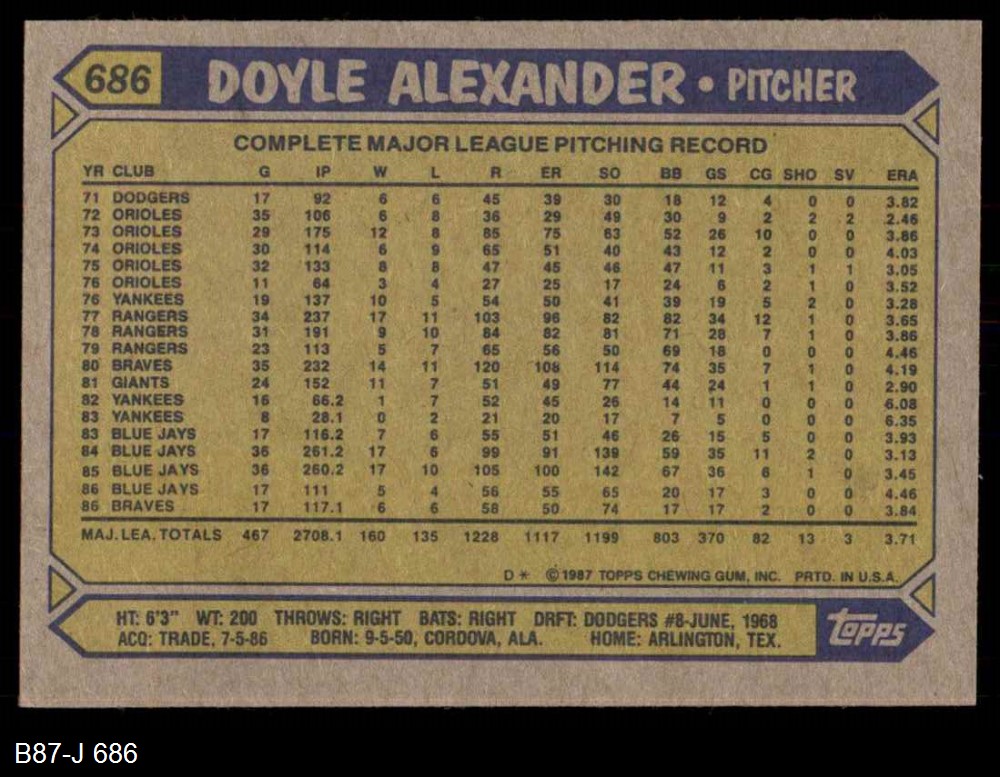 686 DOYLE ALEXANDER • PITCHER
COMPLETE MAJOR LEAGUE PITCHING RECORD
YR CLUB G IP W L R ER SO BB GS CG SHO SV ERA
71 DODGERS 17 92 6 6 45 39 30 18 12 4 0 0 3.82
72 ORIOLES 35 106 6 8 36 29 49 30 9 2 2 2 2.46
73 ORIOLES 29 175 12 8 85 75 63 52 26 10 0 0 3.86
74 ORIOLES 30 114 6 9 65 51 40 43 12 2 0 0 4.03
75 ORIOLES 32 133 8 8 47 45 46 47 11 3 1 1 3.05
76 ORIOLES 11 64 3 4 27 25 17 24 6 2 1 0 3.52
76 YANKEES 19 137 10 5 54 50 41 39 19 5 2 0 3.28
77 RANGERS 34 237 17 11 103 96 82 82 34 12 1 0 3.65
78 RANGERS 31 191 9 10 84 82 81 71 28 7 1 0 3.86
79 RANGERS 23 113 5 7 65 56 50 69 18 0 0 0 4.46
80 BRAVES 35 232 14 11 120 108 114 74 35 7 1 0 4.19
81 GIANTS 24 152 11 7 51 49 77 44 24 1 1 0 2.90
82 YANKEES 16 66.2 1 7 52 45 26 14 11 0 0 0 6.08
83 YANKEES 8 28.1 0 2 21 20 17 7 5 0 0 0 6.35
83 BLUE JAYS 17 116.2 7 6 55 51 46 26 15 5 0 0 3.93
84 BLUE JAYS 36 261.2 17 6 99 91 139 59 35 11 2 0 3.13
85 BLUE JAYS 36 260.2 17 10 105 100 142 67 36 6 1 0 3.45
86 BLUE JAYS 17 111 5 4 56 55 65 20 17 3 0 0 4.46
86 BRAVES 17 117.1 6 6 58 50 74 17 17 2 0 0 3.84
MAJ. LEA. TOTALS 467 2708.1 160 135 1228 1117 1199 803 370 82 13 3 3.71
D* ©1987 TOPPS CHEWING GUM, INC. PRTD. IN U.S.A.
HT: 6'3" WT: 200 THROWS: RIGHT BATS: RIGHT DRFT: DODGERS #8-JUNE, 1968
ACQ: TRADE, 7-5-86 BORN: 9-5-50, CORDOVA, ALA. HOME: ARLINGTON, TEX.
topps
B87-J 686